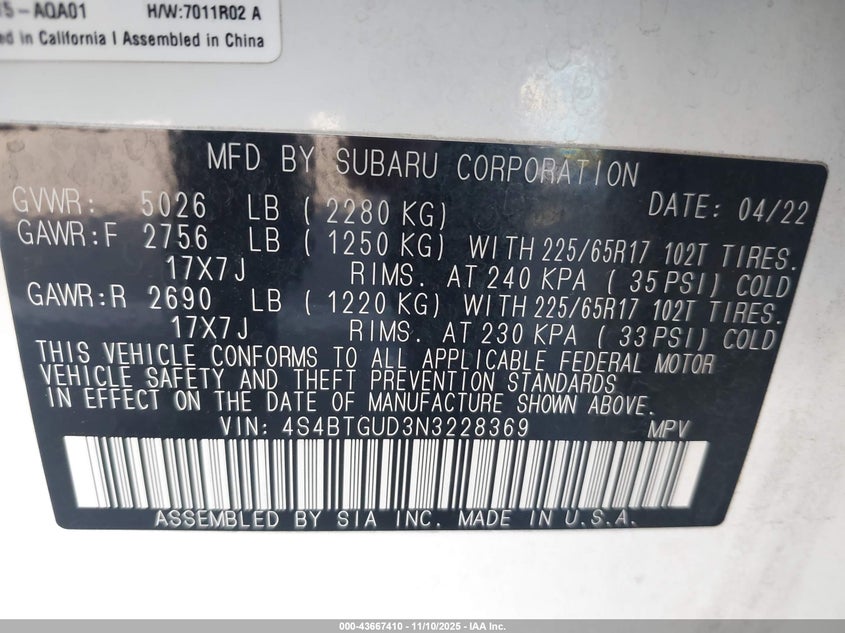 5-AQA01 H/W:7011R02 A
ed in California I Assembled in China
MFD BY SUBARU CORPORATION
GVWR: 5026 LB ( 2280 KG) DATE: 04/22
GAWR:F 2756 LB ( 1250 KG) WITH 225/65R17 102T TIRES.
17X7J RIMS. AT 240 KPA ( 35 PSI) COLD
GAWR:R 2690 LB ( 1220 KG) WITH 225/65R17 102T TIRES.
17X7J RIMS. AT 230 KPA ( 33 PSI) COLD
THIS VEHICLE CONFORMS TO ALL APPLICABLE FEDERAL MOTOR
VEHICLE SAFETY AND THEFT PREVENTION STANDARDS
IN EFFECT ON THE DATE OF MANUFACTURE SHOWN ABOVE.
VIN: 4S4BTGUD3N3228369 MPV
ASSEMBLED BY SIA INC. MADE IN U.S.A.
000-43667410 - 11/10/2025 - IAA Inc.